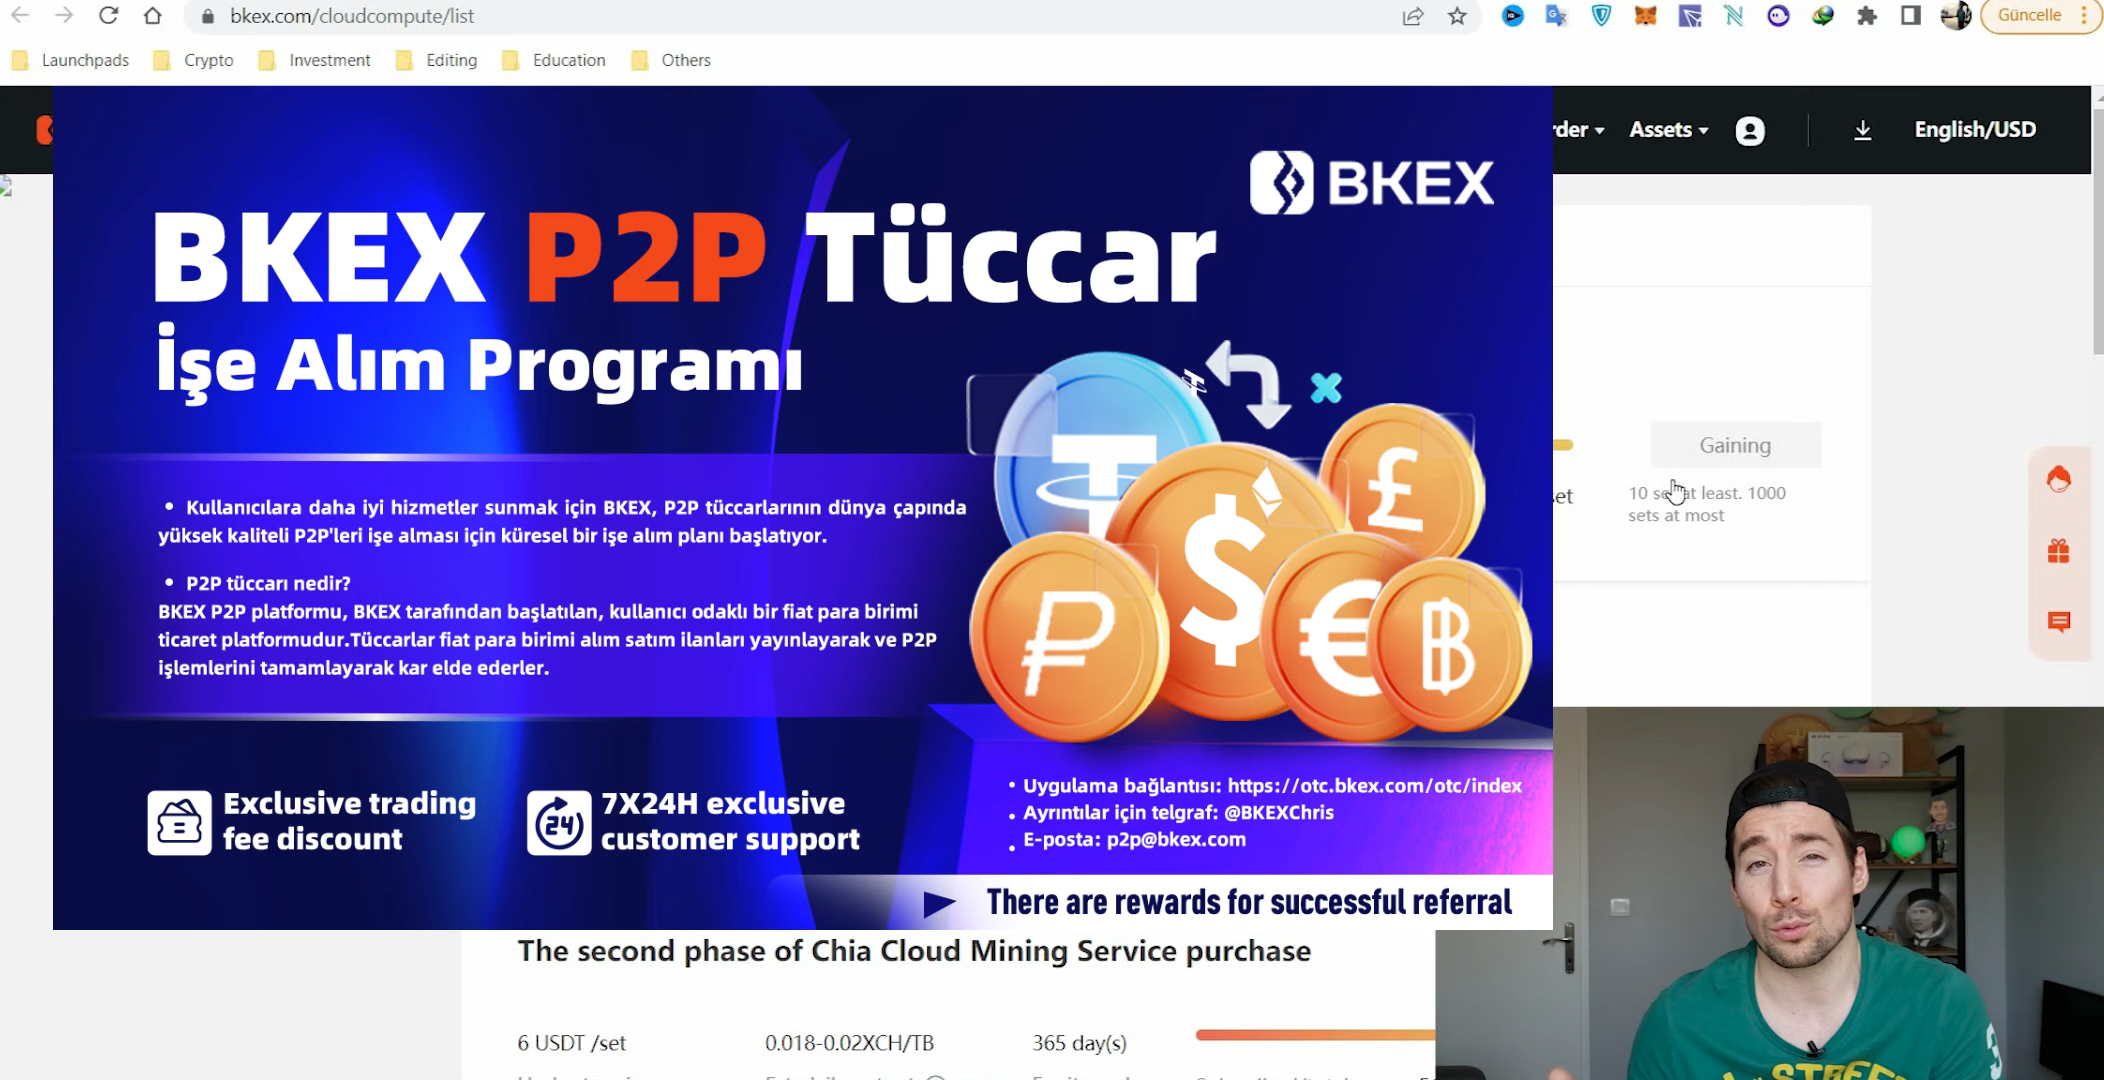 bkex.com/cloudcompute/list
Güncelle
Launchpads Crypto Investment Editing Education Others
Assets English/USD
BKEX
BKEX P2P Tüccar
İşe Alım Programı
• Kullanıcılara daha iyi hizmetler sunmak için BKEX, P2P tüccarlarının dünya çapında
yüksek kaliteli P2P'leri işe alması için küresel bir işe alım planı başlatıyor.
• P2P tüccarı nedir?
BKEX P2P platformu, BKEX tarafından başlatılan, kullanıcı odaklı bir fiat para birimi
ticaret platformudur.Tüccarlar fiat para birimi alım satım ilanları yayınlayarak ve P2P
işlemlerini tamamlayarak kar elde ederler.
Gaining
10 set at least. 1000
sets at most
Exclusive trading
fee discount
24
7X24H exclusive
customer support
• Uygulama bağlantısı: https://otc.bkex.com/otc/index
• Ayrıntılar için telgraf: @BKEXChris
• E-posta: p2p@bkex.com
There are rewards for successful referral
The second phase of Chia Cloud Mining Service purchase
6 USDT /set 0.018-0.02XCH/TB 365 day(s)